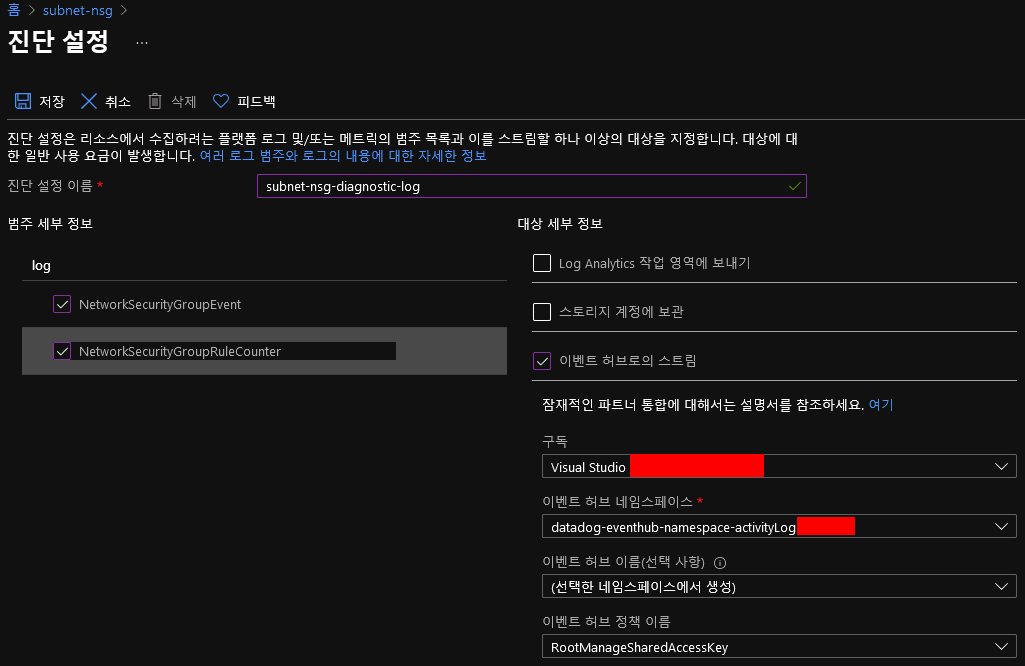 홈 > subnet-nsg >
진단 설정 ...
저장 취소 삭제 피드백
진단 설정은 리소스에서 수집하려는 플랫폼 로그 및/또는 메트릭의 범주 목록과 이를 스트림할 하나 이상의 대상을 지정합니다. 대상에 대
한 일반 사용 요금이 발생합니다. 여러 로그 범주와 로그의 내용에 대한 자세한 정보
진단 설정 이름 * subnet-nsg-diagnostic-log
범주 세부 정보
log
NetworkSecurityGroupEvent
NetworkSecurityGroupRuleCounter
대상 세부 정보
Log Analytics 작업 영역에 보내기
스토리지 계정에 보관
이벤트 허브로의 스트림
잠재적인 파트너 통합에 대해서는 설명서를 참조하세요. 여기
구독
Visual Studio
이벤트 허브 네임스페이스 *
datadog-eventhub-namespace-activityLog
이벤트 허브 이름(선택 사항)
(선택한 네임스페이스에서 생성)
이벤트 허브 정책 이름
RootManageSharedAccessKey